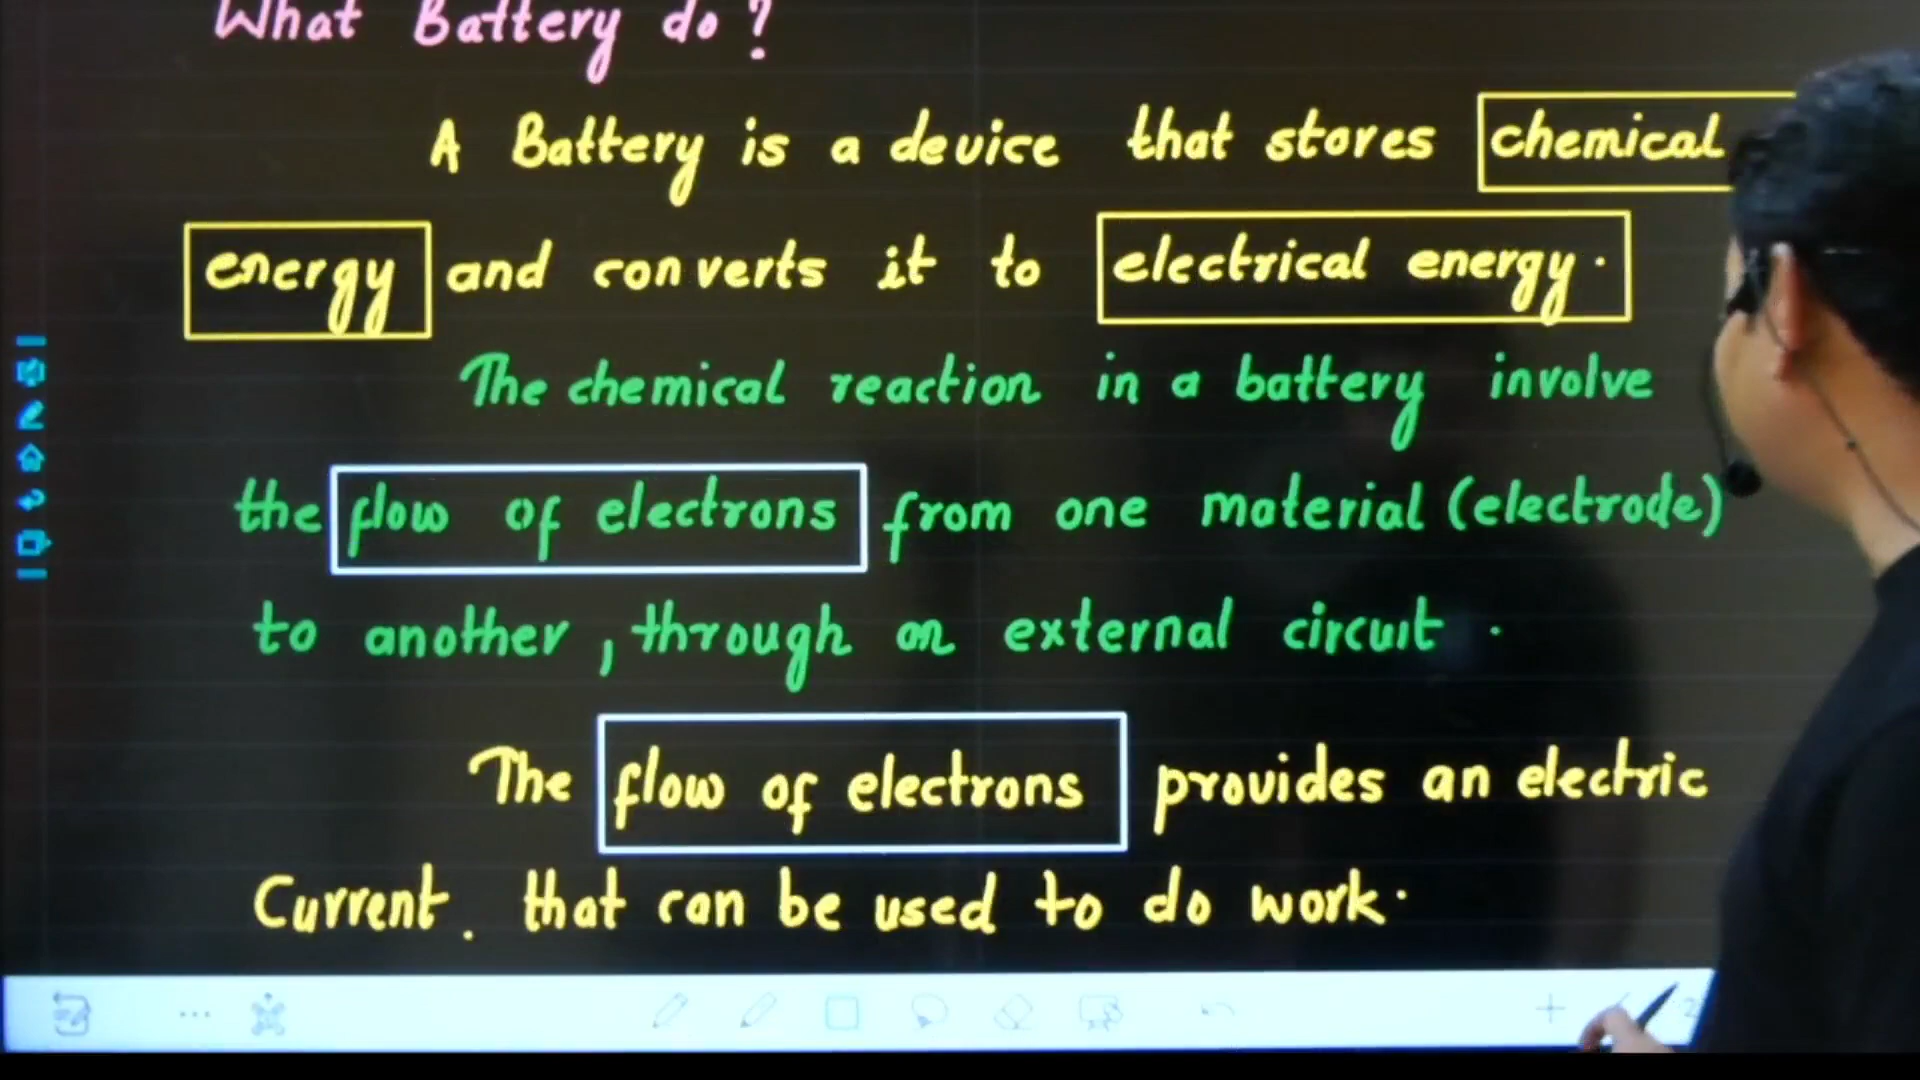 What Battery do?
A Battery is a device that stores chemical
energy and converts it to electrical energy.
The chemical reaction in a battery involve
the flow of electrons from one material (electrode)
to another, through an external circuit.
The flow of electrons provides an electric
Current. that can be used to do work.